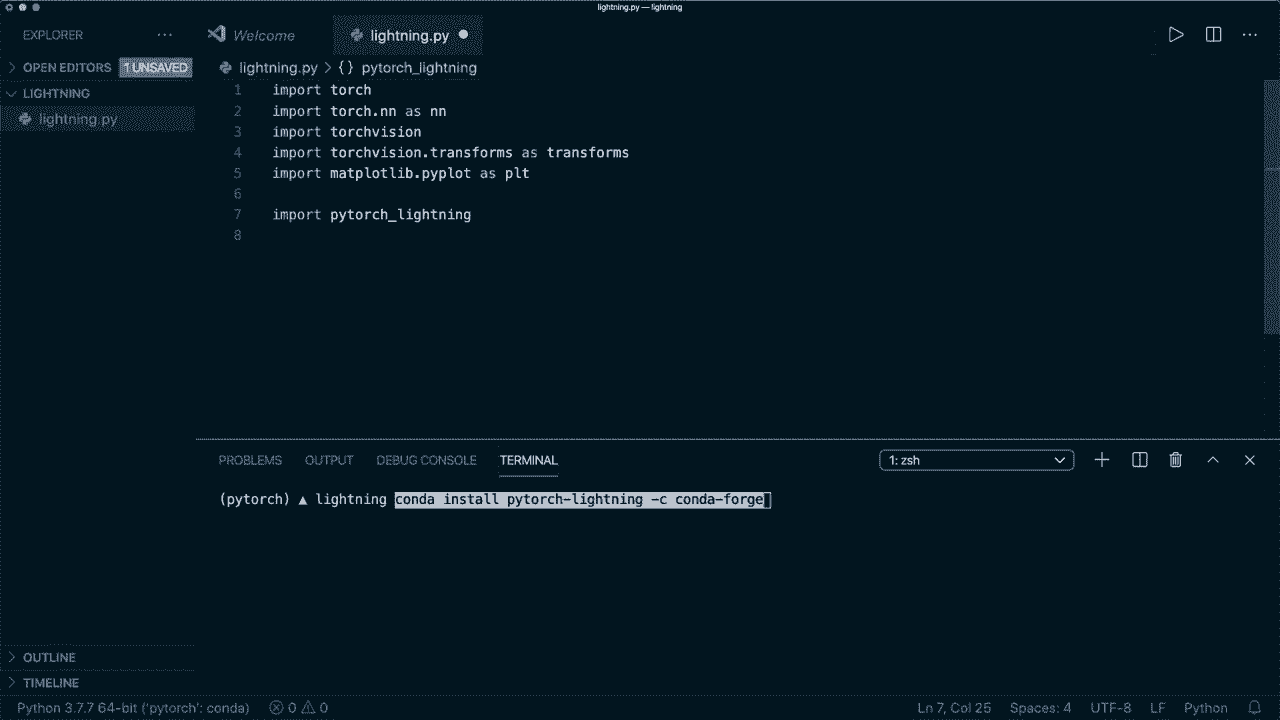 lightning.py — lightning
EXPLORER ···
Welcome
lightning.py
OPEN EDITORS 1 UNSAVED
lightning.py > {} pytorch_lightning
LIGHTNING
lightning.py
1 import torch
2 import torch.nn as nn
3 import torchvision
4 import torchvision.transforms as transforms
5 import matplotlib.pyplot as plt
6
7 import pytorch_lightning
8
PROBLEMS OUTPUT DEBUG CONSOLE TERMINAL 1: zsh
(pytorch) ▲ lightning conda install pytorch-lightning -c conda-forge
OUTLINE
TIMELINE
Python 3.7.7 64-bit ('pytorch': conda) 0 0 Ln 7, Col 25 Spaces: 4 UTF-8 LF Python